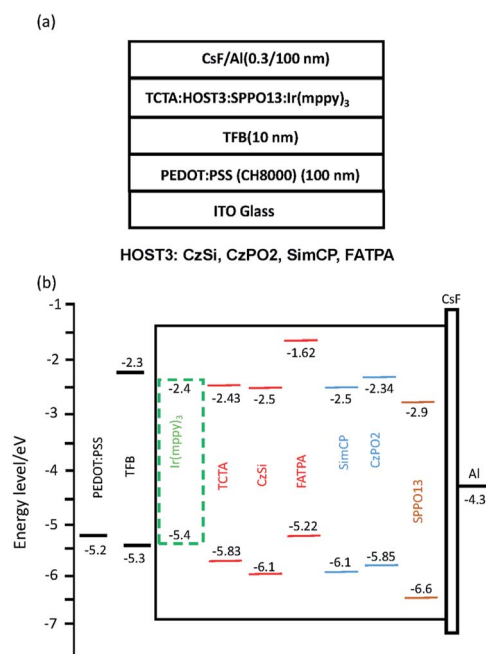 (a)
CsF/Al(0.3/100 nm)
TCTA:HOST3:SPPO13:Ir(mppy)₃
TFB(10 nm)
PEDOT:PSS (CH8000) (100 nm)
ITO Glass
HOST3: CzSi, CzPO2, SimCP, FATPA
(b)
CsF
Energy level/eV
-1
-2
-3
-4
-5
-6
-7
PEDOT:PSS
-5.2
-2.3
TFB
-5.3
-2.4
Ir(mppy)₃
-5.4
-2.43
TCTA
-5.83
-2.5
CzSi
-6.1
-1.62
FATPA
-5.22
-2.5
SimCP
-6.1
-2.34
CzPO2
-5.85
-2.9
SPPO13
-6.6
Al
-4.3